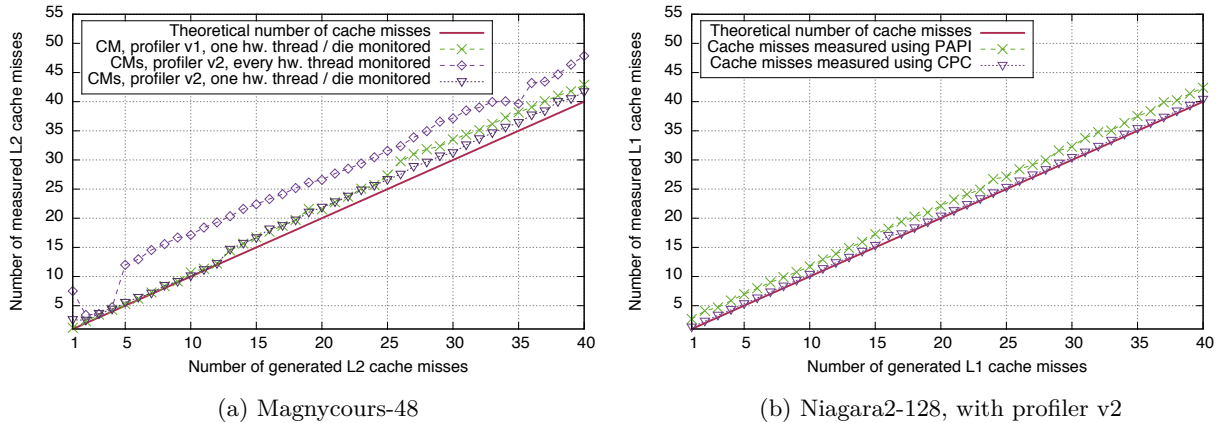 Number of measured L2 cache misses
55
50
45
40
35
30
25
20
15
10
5
Theoretical number of cache misses
CM, profiler v1, one hw. thread / die monitored
CMs, profiler v2, every hw. thread monitored
CMs, profiler v2, one hw. thread / die monitored
1 5 10 15 20 25 30 35 40
Number of generated L2 cache misses
(a) Magnycours-48
Number of measured L1 cache misses
55
50
45
40
35
30
25
20
15
10
5
Theoretical number of cache misses
Cache misses measured using PAPI
Cache misses measured using CPC
1 5 10 15 20 25 30 35 40
Number of generated L1 cache misses
(b) Niagara2-128, with profiler v2